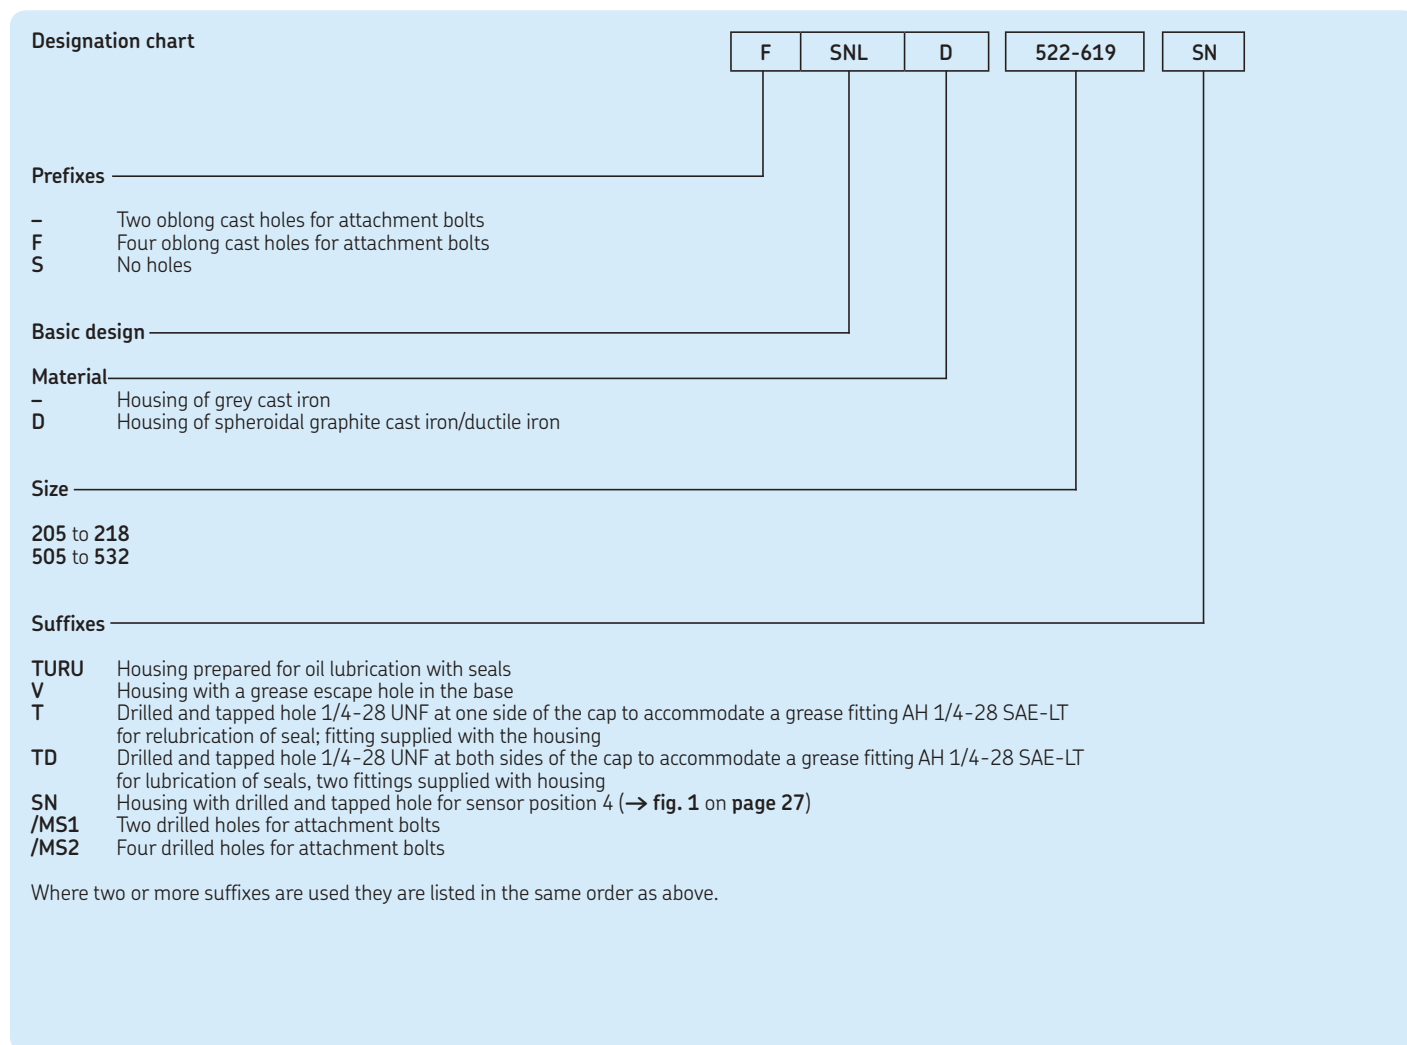 Designation chart
F SNL D 522-619 SN
Prefixes
– Two oblong cast holes for attachment bolts
F Four oblong cast holes for attachment bolts
S No holes
Basic design
Material
– Housing of grey cast iron
D Housing of spheroidal graphite cast iron/ductile iron
Size
205 to 218
505 to 532
Suffixes
TURU Housing prepared for oil lubrication with seals
V Housing with a grease escape hole in the base
T Drilled and tapped hole 1/4-28 UNF at one side of the cap to accommodate a grease fitting AH 1/4-28 SAE-LT
for relubrication of seal; fitting supplied with the housing
TD Drilled and tapped hole 1/4-28 UNF at both sides of the cap to accommodate a grease fitting AH 1/4-28 SAE-LT
for lubrication of seals, two fittings supplied with housing
SN Housing with drilled and tapped hole for sensor position 4 (→ fig. 1 on page 27)
/MS1 Two drilled holes for attachment bolts
/MS2 Four drilled holes for attachment bolts
Where two or more suffixes are used they are listed in the same order as above.